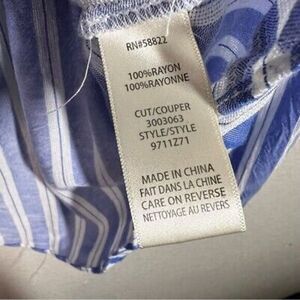 RN#58822
100%RAYON
100%RAYONNE
CUT/COUPER
3003063
STYLE/STYLE
9711Z71
MADE IN CHINA
FAIT DANS LA CHINE
CARE ON REVERSE
NETTOYAGE AU REVERS